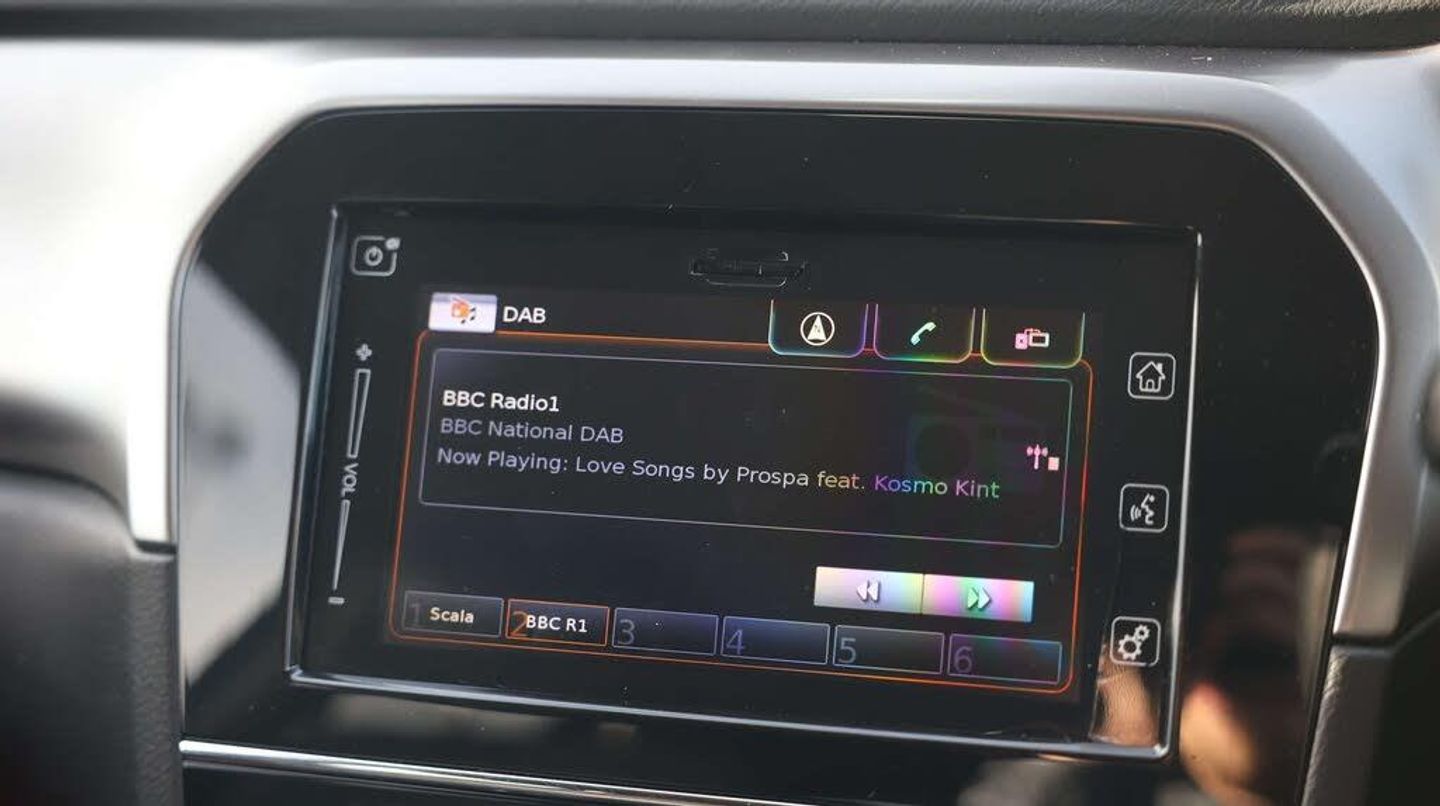 DAB
BBC Radio1
BBC National DAB
Now Playing: Love Songs by Prospa feat. Kosmo Kint
VOL
1 Scala
2 BBC R1
3
4
5
6